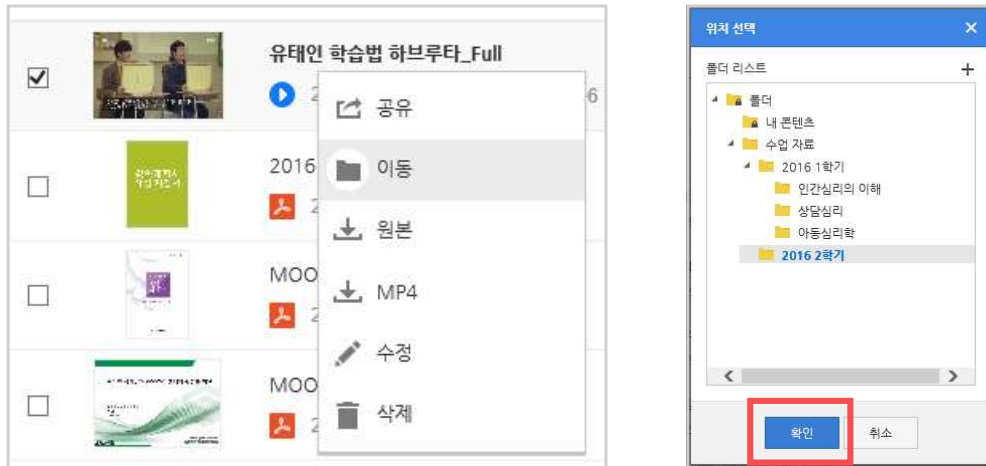 유태인 학습법 하브루타_Full
2
6
공유
2016
이동
2
원본
MOO
MP4
2
수정
MOO
삭제
2
위치 선택
폴더 리스트
폴더
내 콘텐츠
수업 자료
2016 1학기
인간심리의 이해
상담심리
아동심리학
2016 2학기
확인
취소